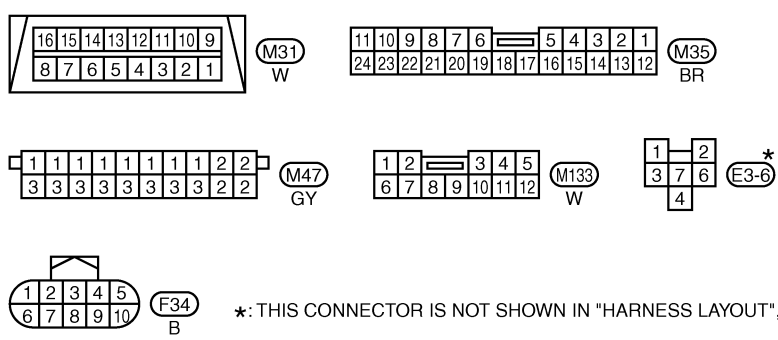 16 15 14 13 12 11 10 9
8 7 6 5 4 3 2 1
M31
W
11 10 9 8 7 6 5 4 3 2 1
24 23 22 21 20 19 18 17 16 15 14 13 12
M35
BR
1 1 1 1 1 1 1 1 2 2
3 3 3 3 3 3 3 3 2 2
M47
GY
1 2 3 4 5
6 7 8 9 10 11 12
M133
W
1 2
3 7 6
4
*
E3-6
1 2 3 4 5
6 7 8 9 10
F34
B
*: THIS CONNECTOR IS NOT SHOWN IN "HARNESS LAYOUT",